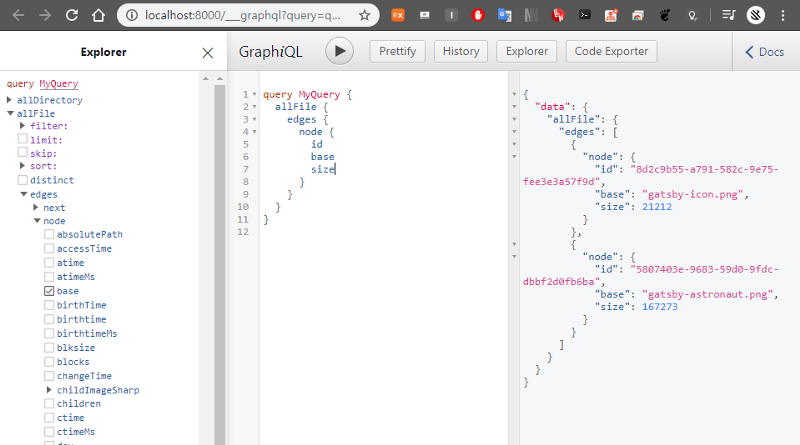 localhost:8000/___graphql?query=q...
Explorer
query MyQuery
allDirectory
allFile
filter:
limit:
skip:
sort:
distinct
edges
next
node
absolutePath
accessTime
atime
atimeMs
base
birthTime
birthtime
birthtimeMs
blksize
blocks
changeTime
childImageSharp
children
ctime
ctimeMs
GraphiQL
Prettify
History
Explorer
Code Exporter
Docs
1 query MyQuery {
2 allFile {
3 edges {
4 node {
5 id
6 base
7 size
8 }
9 }
10 }
11 }
12
{
"data": {
"allFile": {
"edges": [
{
"node": {
"id": "8d2c9b55-a791-582c-9e75-
fee3e3a57f9d",
"base": "gatsby-icon.png",
"size": 21212
}
},
{
"node": {
"id": "5807403e-9683-59d0-9fdc-
dbbf2d0fb6ba",
"base": "gatsby-astronaut.png",
"size": 167273
}
}
]
}
}
}